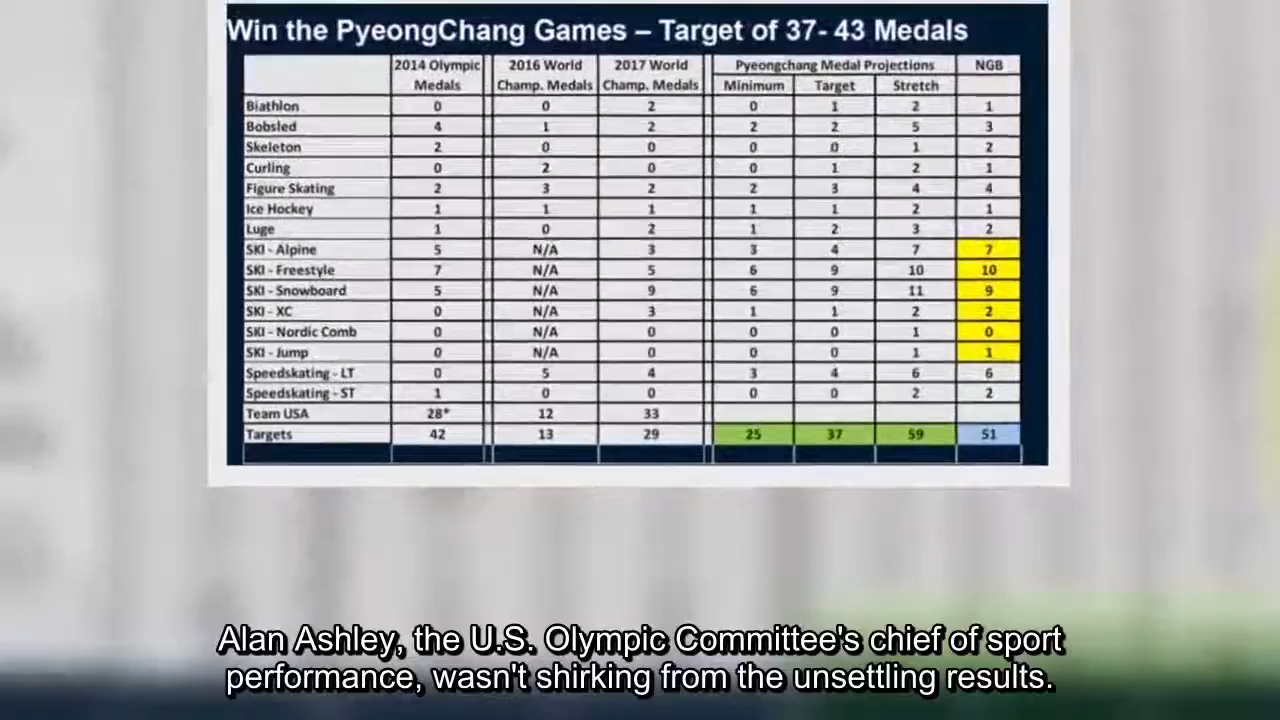 Win the PyeongChang Games – Target of 37- 43 Medals
2014 Olympic 2016 World 2017 World Pyeongchang Medal Projections NGB
Medals Champ. Medals Champ. Medals Minimum Target Stretch
Biathlon 0 0 2 0 1 2 1
Bobsled 4 1 2 2 2 5 3
Skeleton 2 0 0 0 0 1 2
Curling 0 2 0 0 1 2 1
Figure Skating 2 3 2 2 3 4 4
Ice Hockey 1 1 1 1 1 2 1
Luge 1 0 2 1 2 3 2
SKI - Alpine 5 N/A 3 3 4 7 7
SKI - Freestyle 7 N/A 5 6 9 10 10
SKI - Snowboard 5 N/A 9 6 9 11 9
SKI - XC 0 N/A 3 1 1 2 2
SKI - Nordic Comb 0 N/A 0 0 0 1 0
SKI - Jump 0 N/A 0 0 0 1 1
Speedskating - LT 0 5 4 3 4 6 6
Speedskating - ST 1 0 0 0 0 2 2
Team USA 28* 12 33
Targets 42 13 29 25 37 59 51
Alan Ashley, the U.S. Olympic Committee's chief of sport
performance, wasn't shirking from the unsettling results.